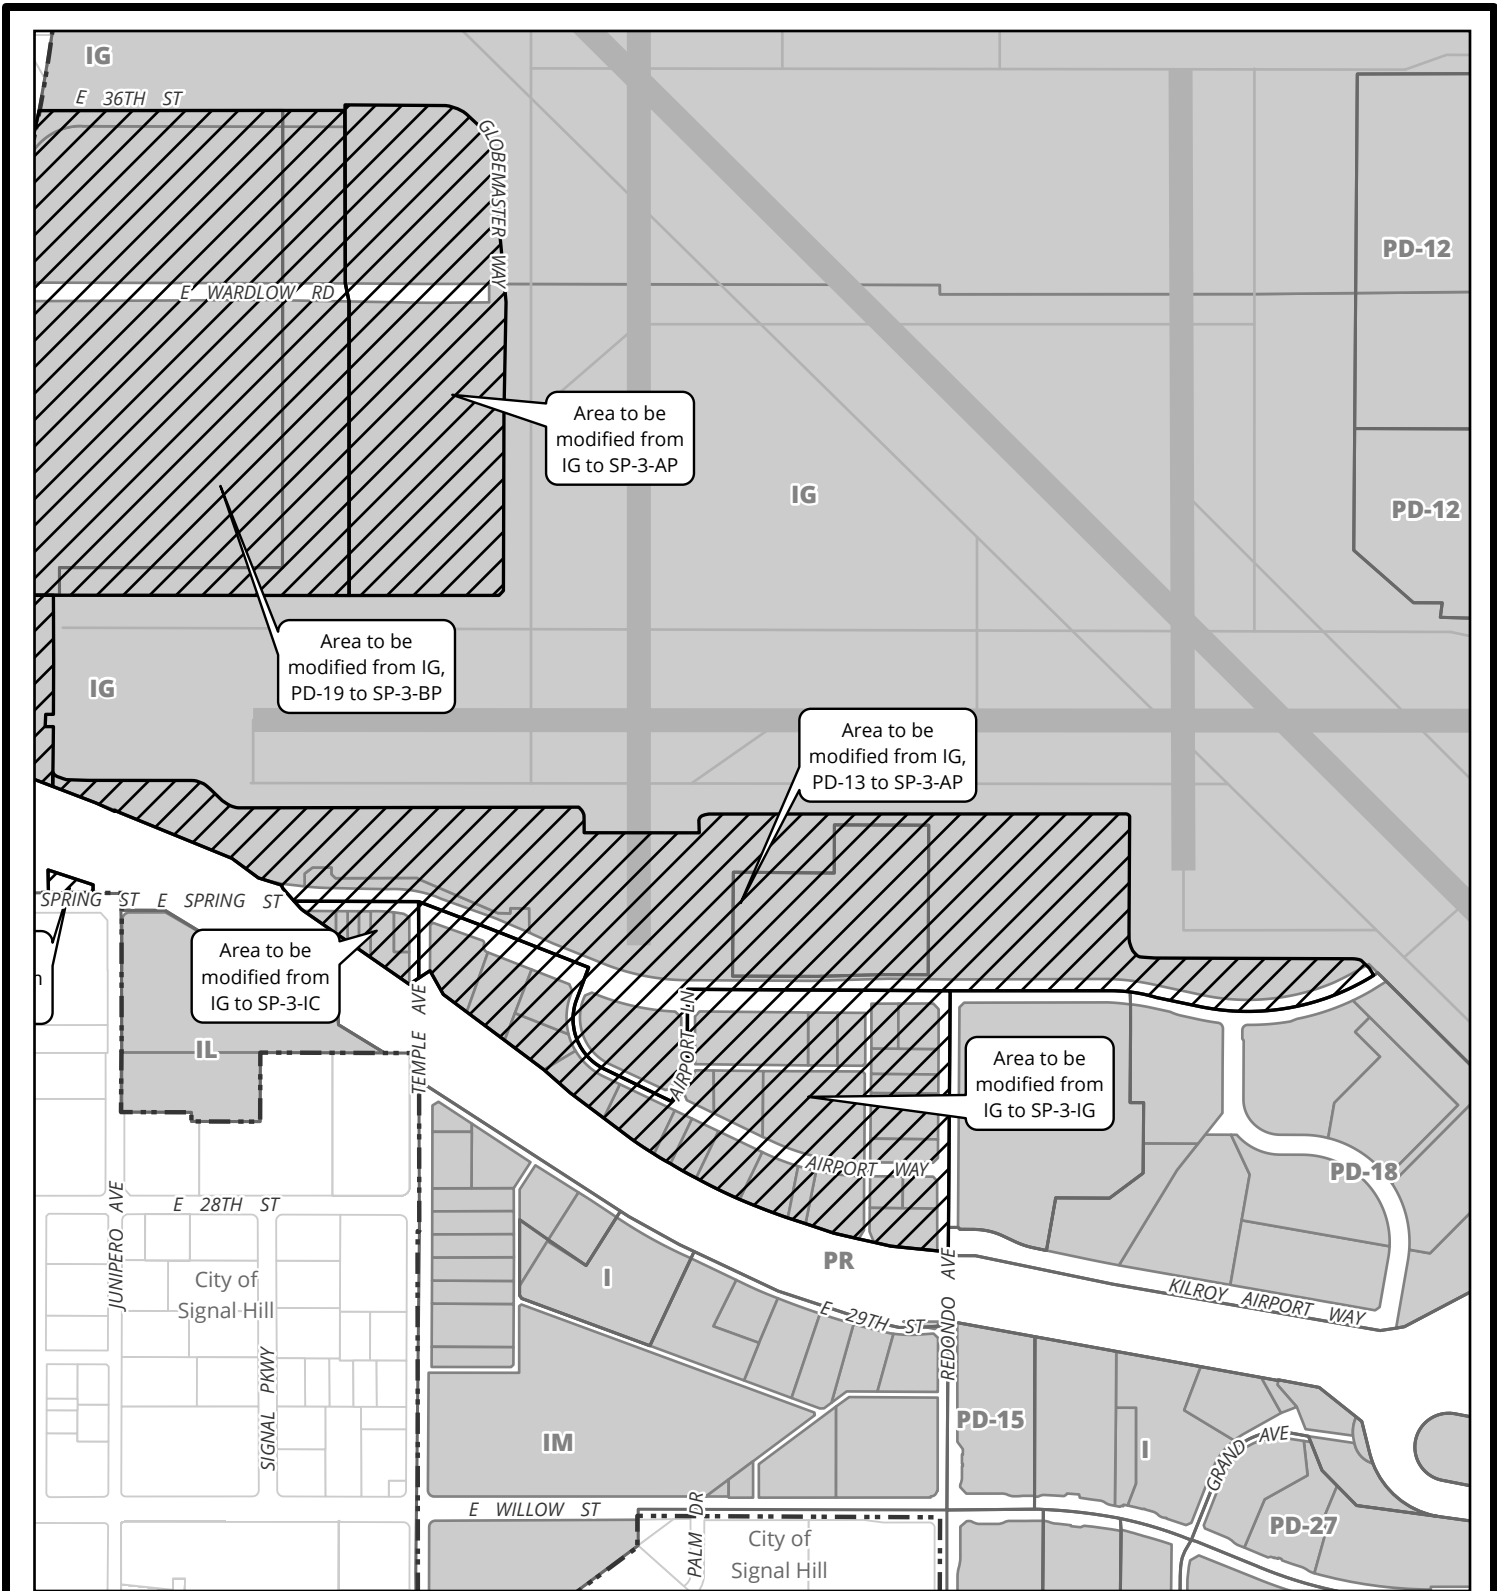 IG
E 36TH ST
GLOBEMASTER WAY
PD-12
E WARDLOW RD
Area to be
modified from
IG to SP-3-AP
IG
PD-12
Area to be
modified from IG,
PD-19 to SP-3-BP
IG
Area to be
modified from IG,
PD-13 to SP-3-AP
SPRING ST
E SPRING ST
Area to be
modified from
IG to SP-3-IC
TEMPLE AVE
AIRPORT LN
IL
Area to be
modified from
IG to SP-3-IG
AIRPORT WAY
PD-18
JUNIPERO AVE
E 28TH ST
City of
Signal Hill
I
PR
REDONDO AVE
KILROY AIRPORT WAY
E 29TH ST
SIGNAL PKWY
IM
PD-15
I
GRAND AVE
E WILLOW ST
PALM DR
City of
Signal Hill
PD-27